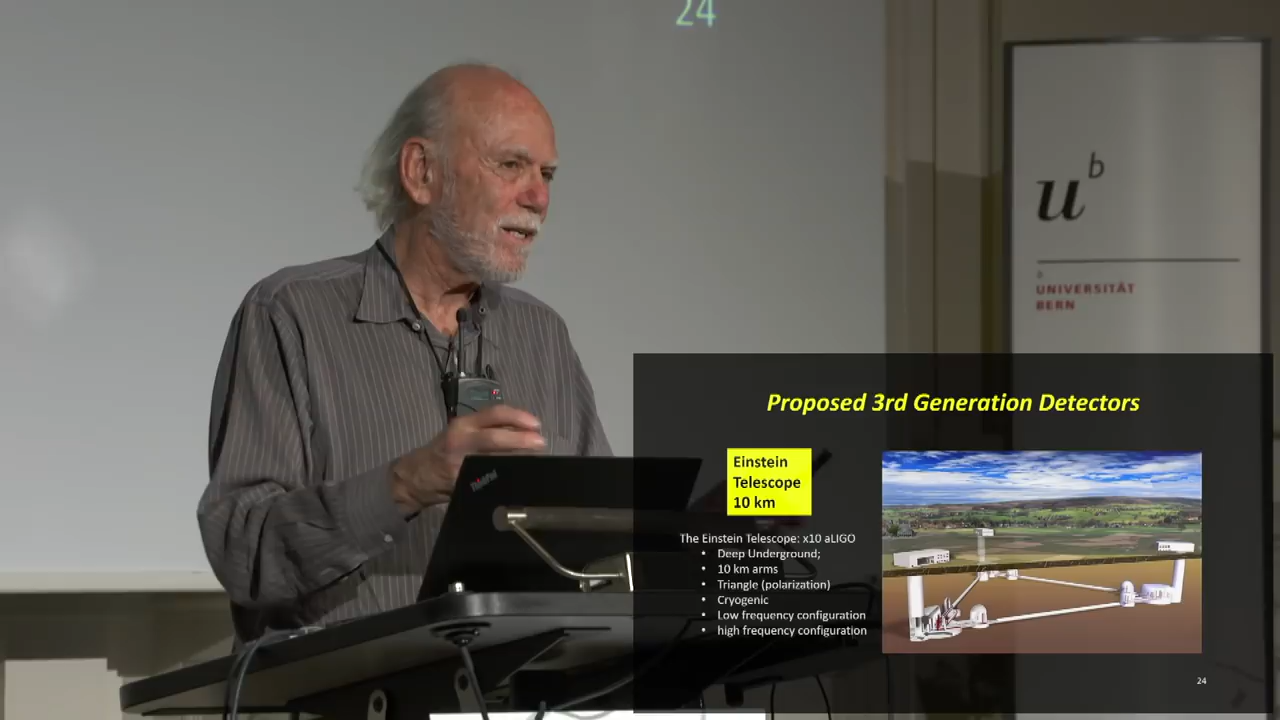 24
u
b
b
UNIVERSITÄT
BERN
ThinkPad
Proposed 3rd Generation Detectors
Einstein
Telescope
10 km
The Einstein Telescope: x10 aLIGO
• Deep Underground;
• 10 km arms
• Triangle (polarization)
• Cryogenic
• Low frequency configuration
• high frequency configuration
24